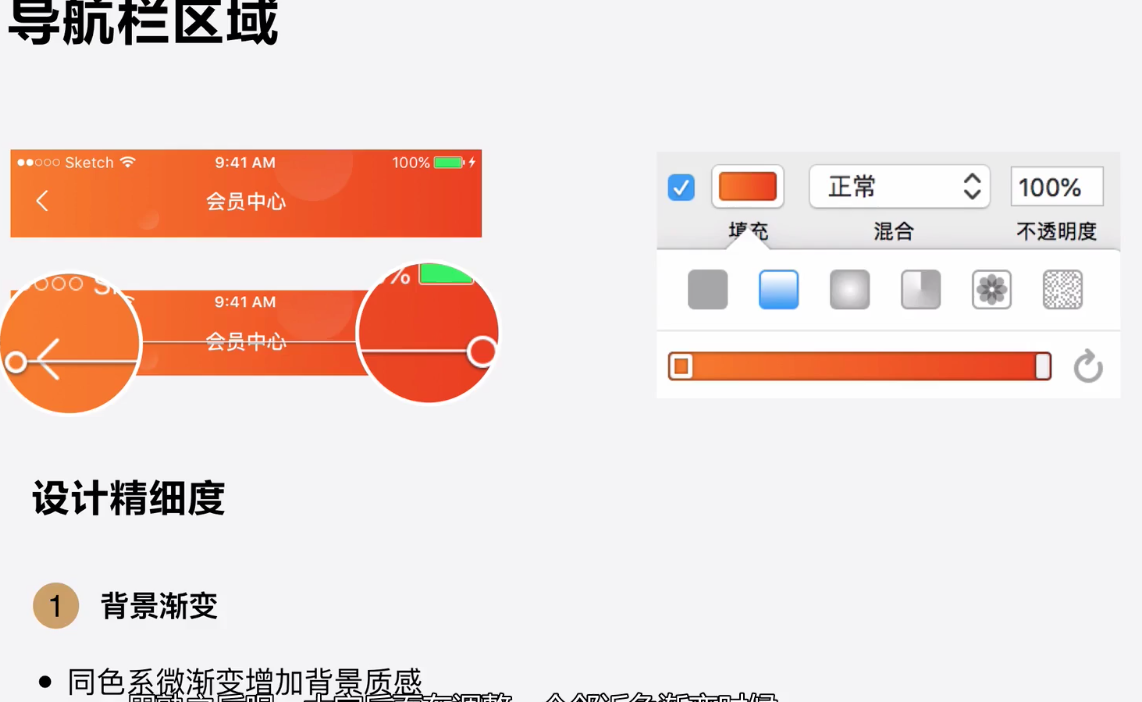 导航栏区域
Sketch 9:41 AM 100%
会员中心
正常 100%
填充 混合 不透明度
9:41 AM
会员中心
设计精细度
1 背景渐变
• 同色系微渐变增加背景质感